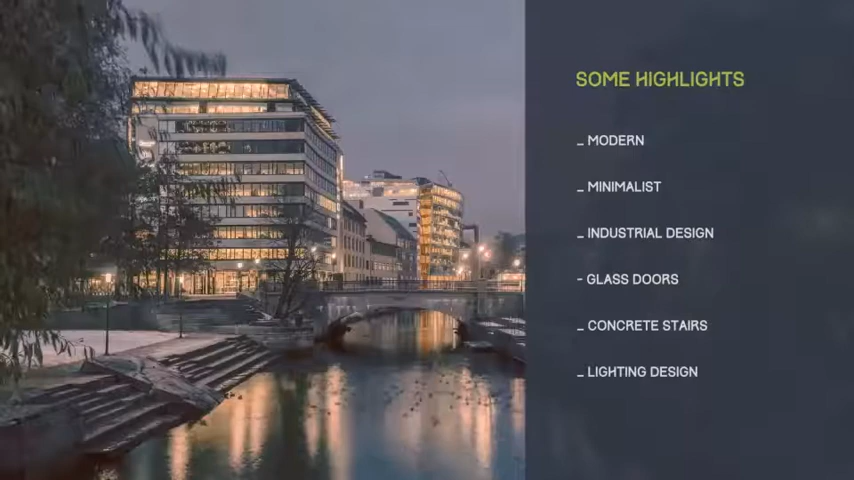 SOME HIGHLIGHTS
_ MODERN
_ MINIMALIST
_ INDUSTRIAL DESIGN
- GLASS DOORS
_ CONCRETE STAIRS
_ LIGHTING DESIGN